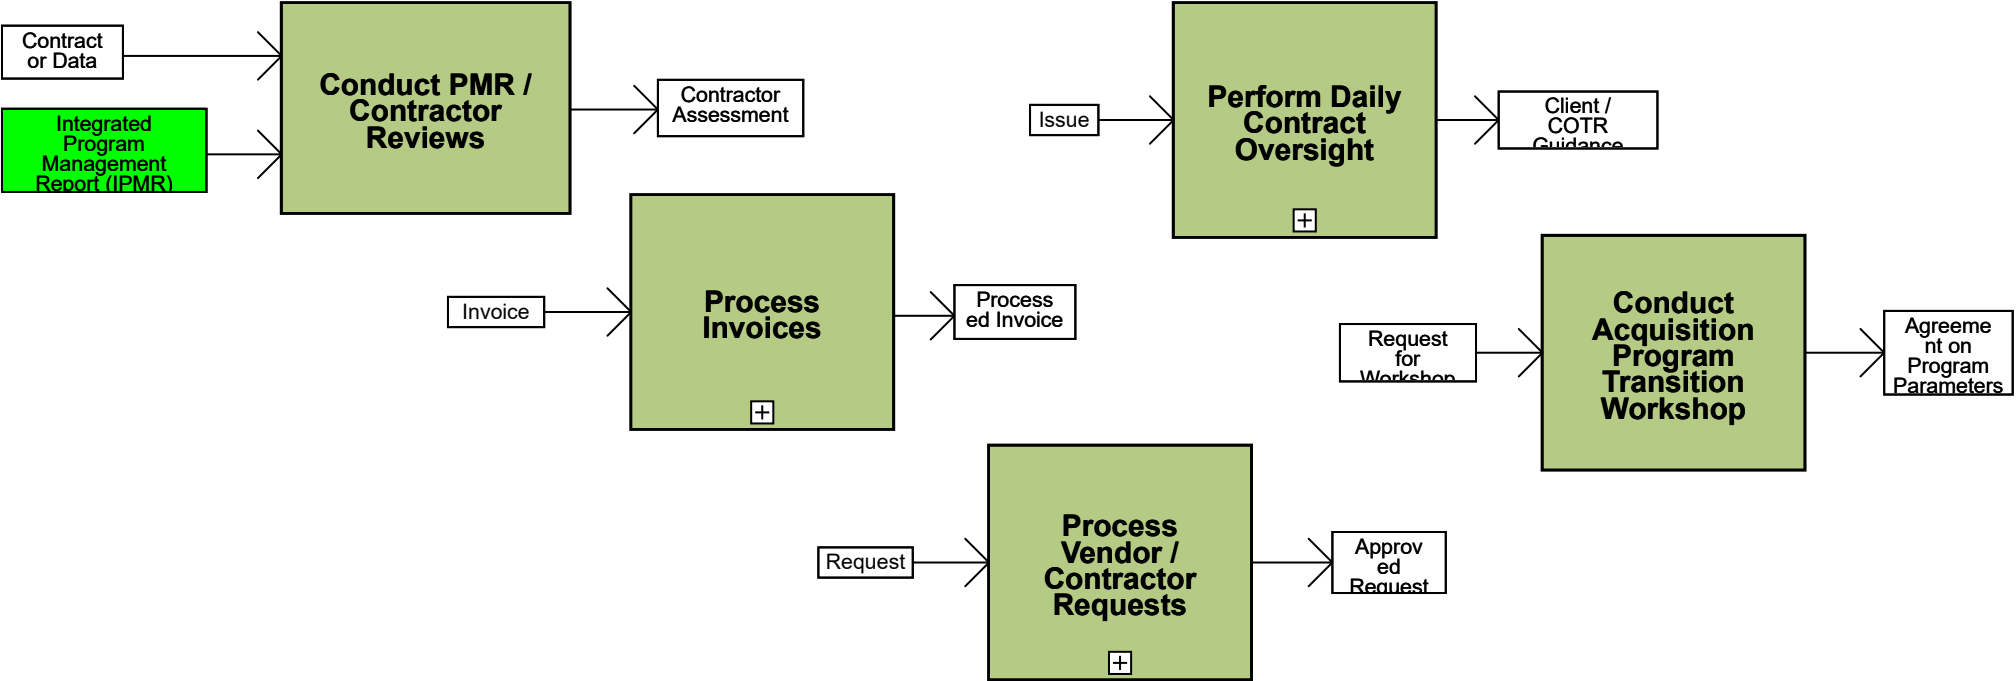 Contract
or Data
Integrated
Program
Management
Report (IPMR)
Conduct PMR /
Contractor
Reviews
Contractor
Assessment
Issue
Perform Daily
Contract
Oversight
Client /
COTR
Guidance
Invoice
Process
Invoices
Process
ed Invoice
Request
for
Workshop
Conduct
Acquisition
Program
Transition
Workshop
Agreeme
nt on
Program
Parameters
Request
Process
Vendor /
Contractor
Requests
Approv
ed
Request